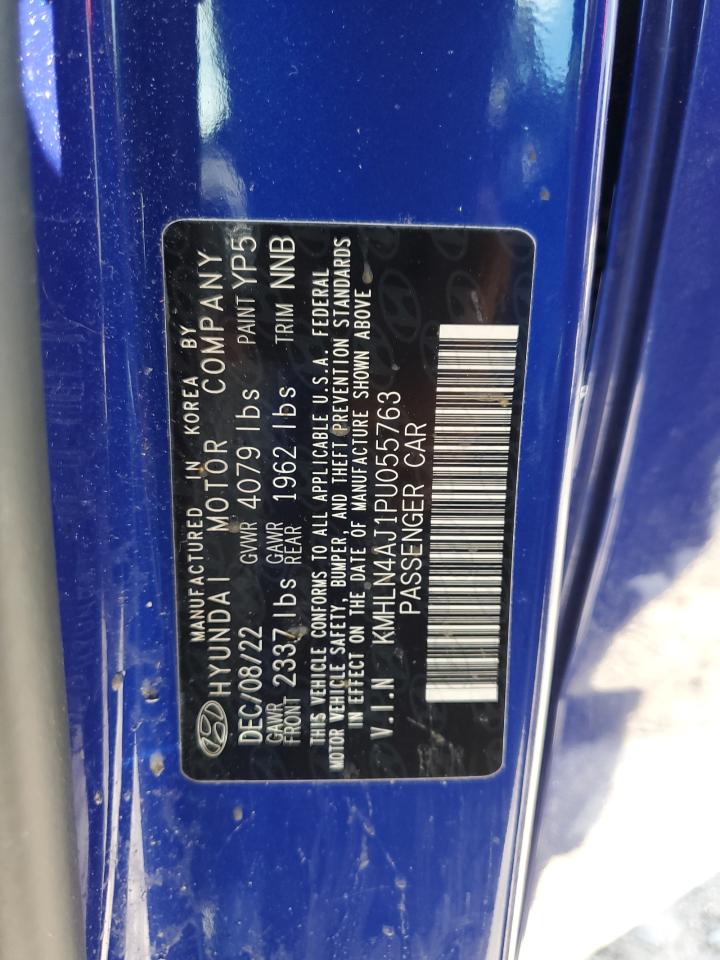 MANUFACTURED IN KOREA BY
HYUNDAI MOTOR COMPANY
DEC/08/22 GVWR 4079 lbs PAINT YP5
GAWR FRONT 2337 lbs GAWR REAR 1962 lbs TRIM NNB
THIS VEHICLE CONFORMS TO ALL APPLICABLE U.S.A. FEDERAL
MOTOR VEHICLE SAFETY, BUMPER, AND THEFT PREVENTION STANDARDS
IN EFFECT ON THE DATE OF MANUFACTURE SHOWN ABOVE
V.I.N KMHLN4AJ1PU055763
PASSENGER CAR